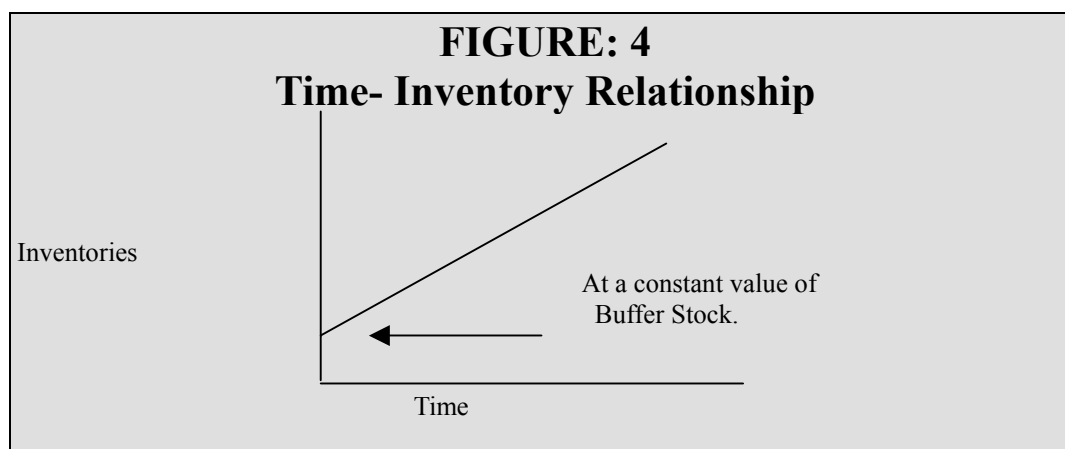 FIGURE: 4
Time- Inventory Relationship
Inventories
At a constant value of
Buffer Stock.
Time